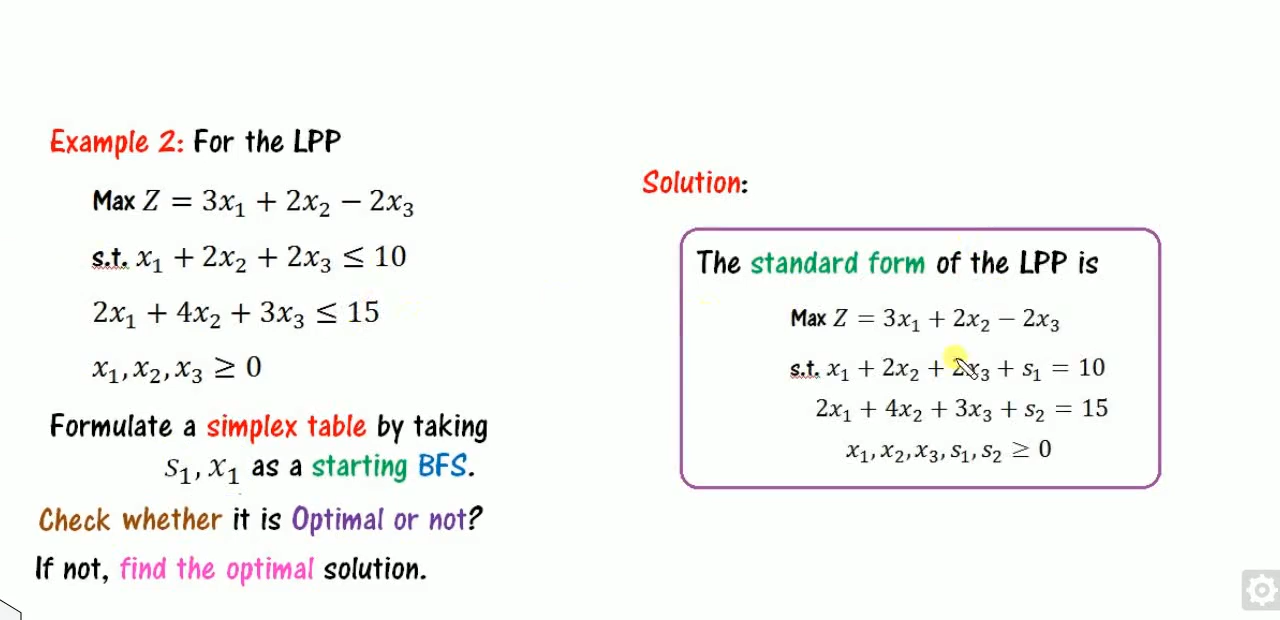 Example 2: For the LPP
Max Z = 3x₁ + 2x₂ − 2x₃
s.t. x₁ + 2x₂ + 2x₃ ≤ 10
2x₁ + 4x₂ + 3x₃ ≤ 15
x₁, x₂, x₃ ≥ 0
Formulate a simplex table by taking
s₁, x₁ as a starting BFS.
Check whether it is Optimal or not?
If not, find the optimal solution.
Solution:
The standard form of the LPP is
Max Z = 3x₁ + 2x₂ − 2x₃
s.t. x₁ + 2x₂ + 2x₃ + s₁ = 10
2x₁ + 4x₂ + 3x₃ + s₂ = 15
x₁, x₂, x₃, s₁, s₂ ≥ 0